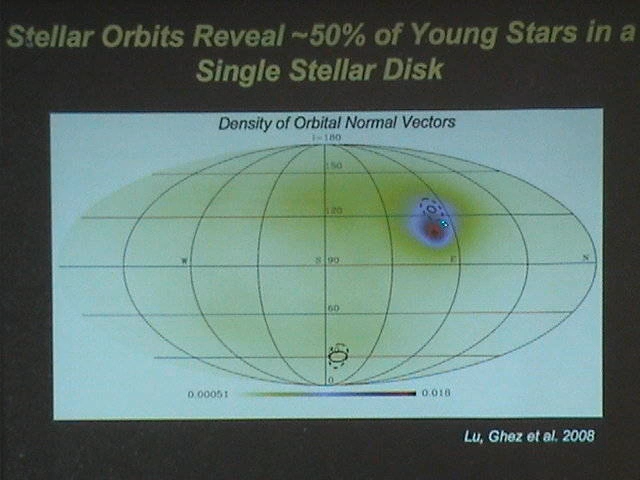 Stellar Orbits Reveal ~50% of Young Stars in a
Single Stellar Disk
Density of Orbital Normal Vectors
i=180
150
120
W S 90 E N
60
0
0.00051 0.018
Lu, Ghez et al. 2008